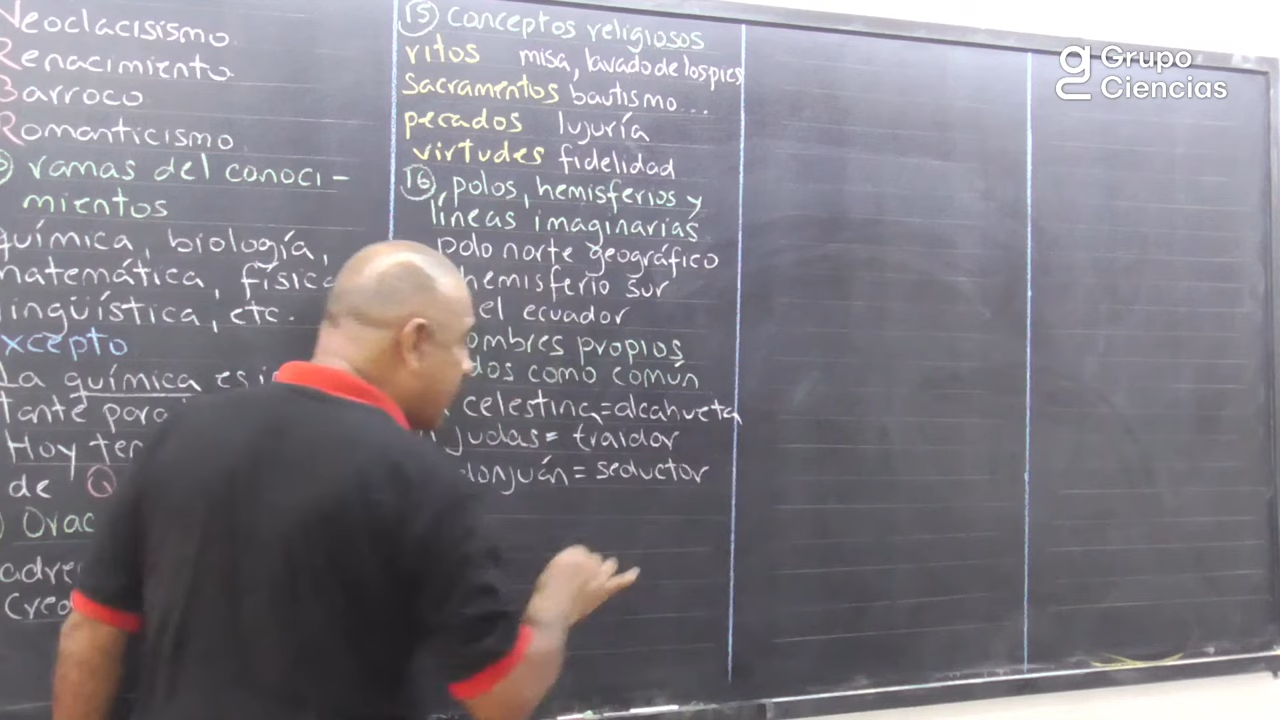 Neoclacisismo
Renacimiento
Barroco
Romanticismo
ramas del conoci-
mientos
química, biología,
matemática, física
lingüística, etc.
xcepto
La química es i
tante para
Hoy ten
de Q
Orac
adre
Cred
15 conceptos religiosos
ritos misa, lavado de los pies
Sacramentos bautismo...
pecados lujuría
virtudes fidelidad
16 polos, hemisferios y
líneas imaginarias
polo norte geográfico
hemisferio sur
el ecuador
ombres propios
dos como común
celestina=alcahueta
judas= traidor
donjuán= seductor
Grupo
Ciencias